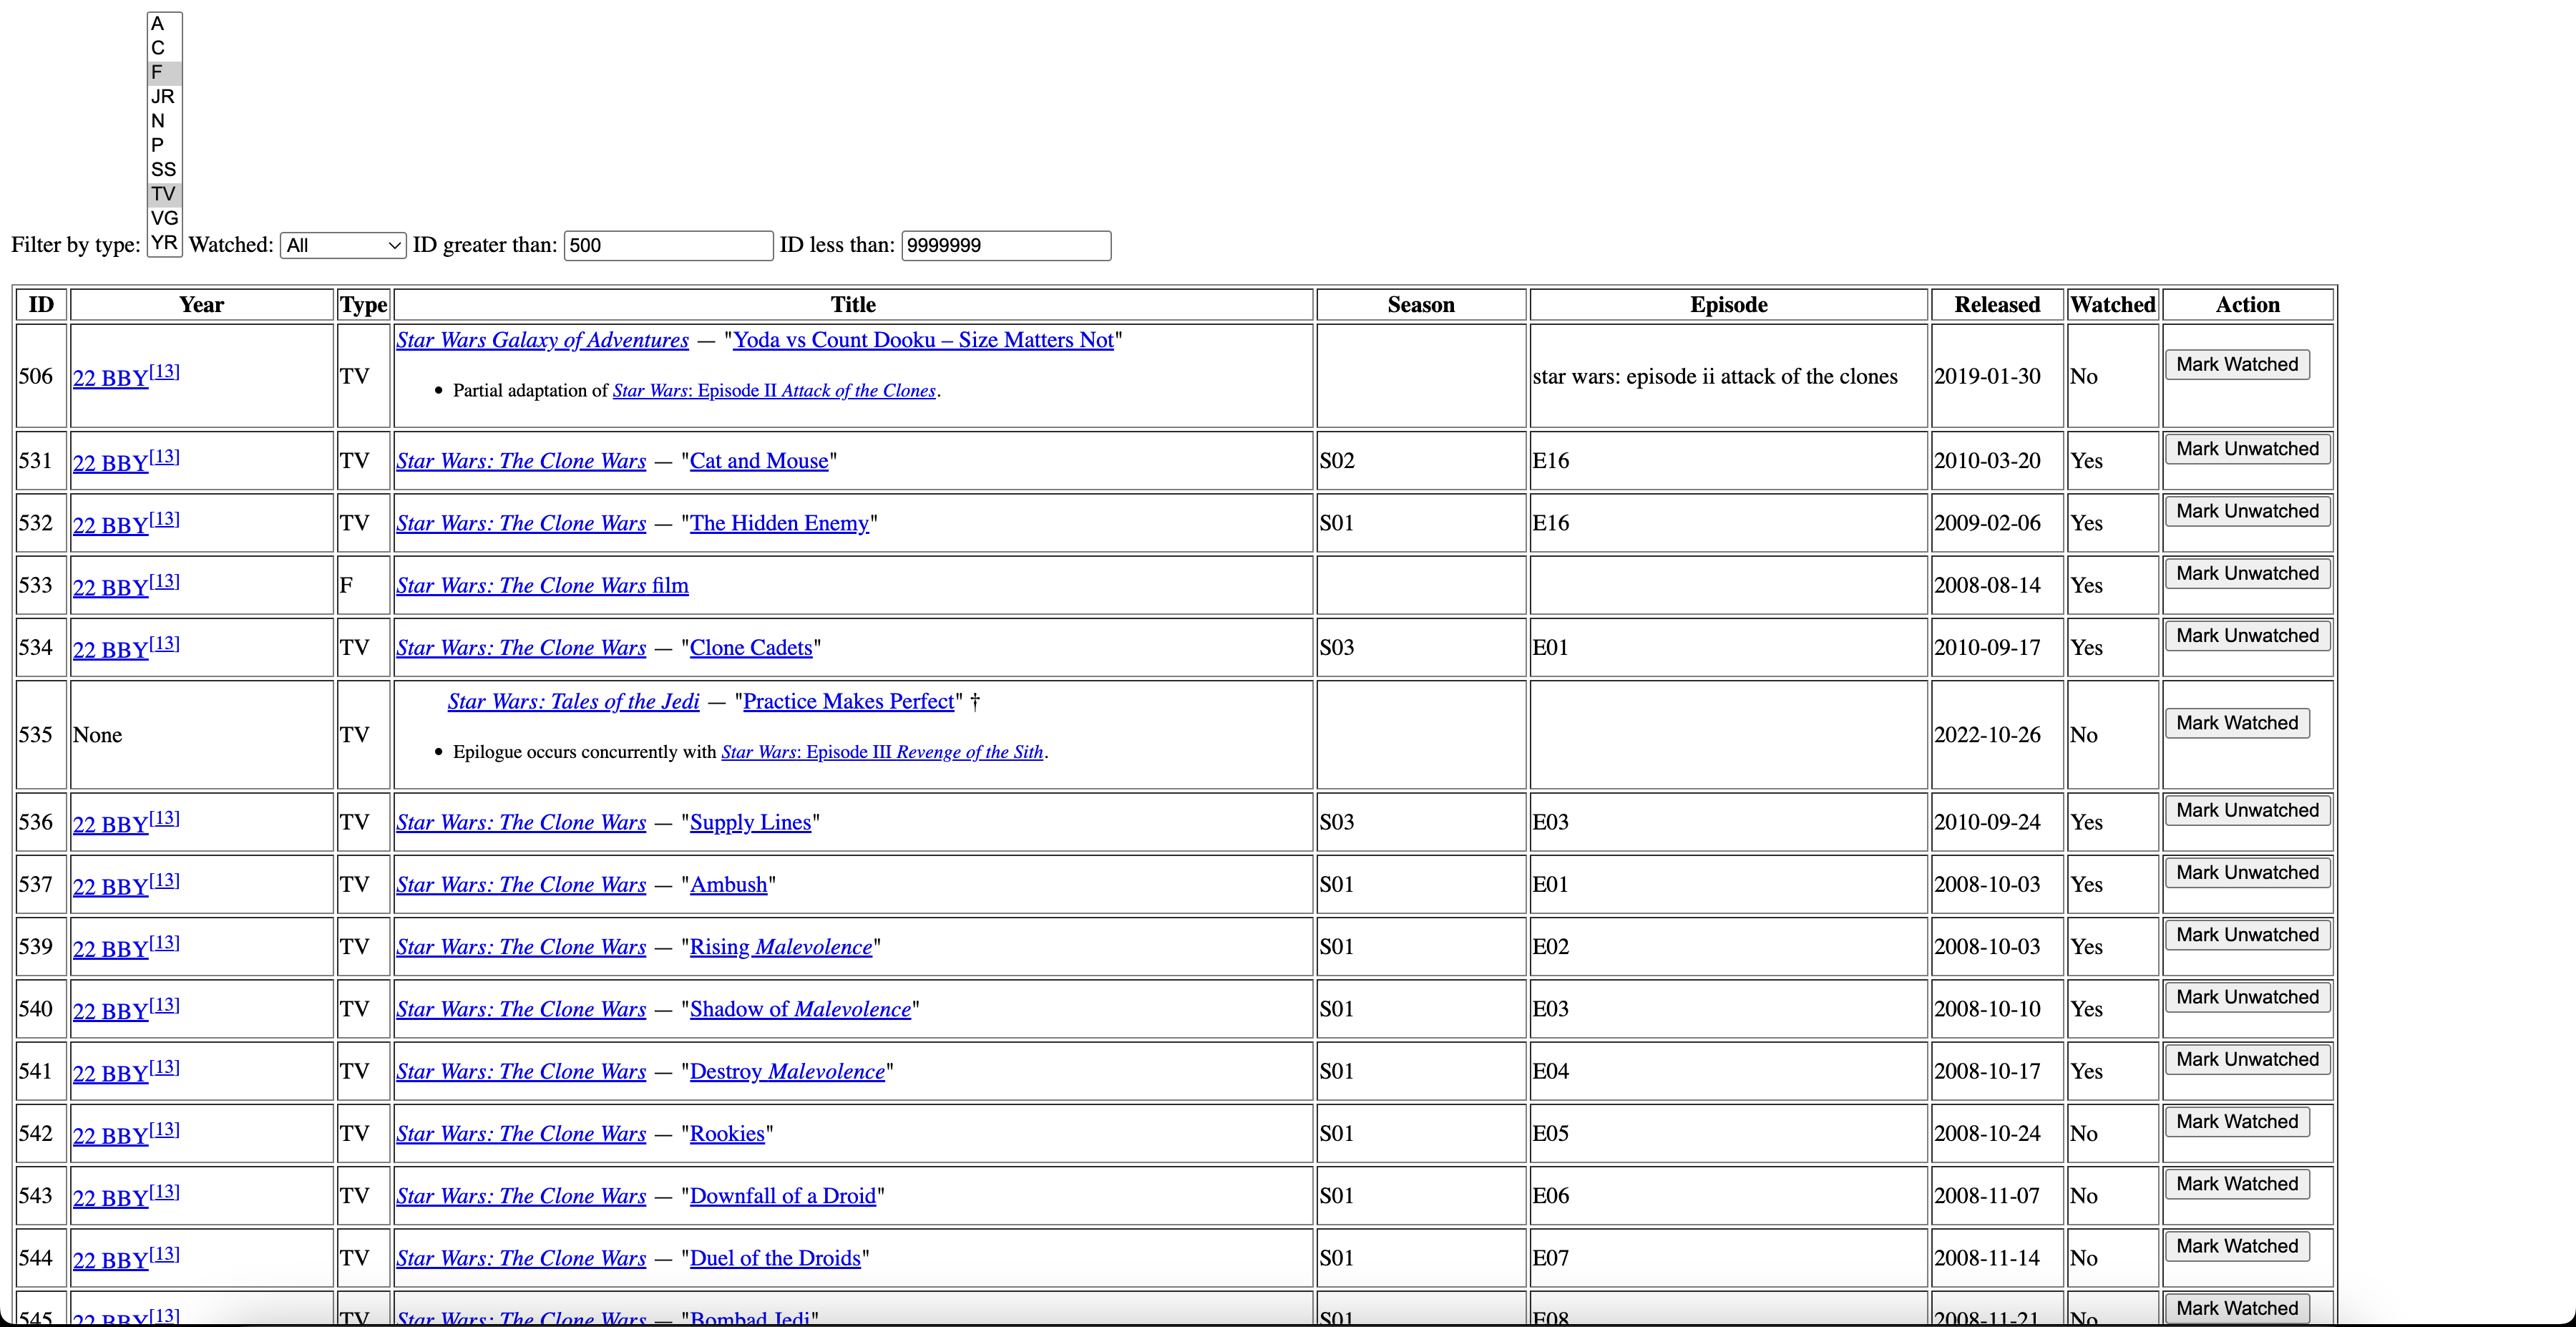 A
C
F
JR
N
P
SS
TV
VG
YR
Filter by type: Watched: All ID greater than: 500 ID less than: 9999999
ID Year Type Title Season Episode Released Watched Action
Star Wars Galaxy of Adventures — "Yoda vs Count Dooku – Size Matters Not"
506 22 BBY[13] TV • Partial adaptation of Star Wars: Episode II Attack of the Clones. star wars: episode ii attack of the clones 2019-01-30 No Mark Watched
531 22 BBY[13] TV Star Wars: The Clone Wars — "Cat and Mouse" S02 E16 2010-03-20 Yes Mark Unwatched
532 22 BBY[13] TV Star Wars: The Clone Wars — "The Hidden Enemy" S01 E16 2009-02-06 Yes Mark Unwatched
533 22 BBY[13] F Star Wars: The Clone Wars film 2008-08-14 Yes Mark Unwatched
534 22 BBY[13] TV Star Wars: The Clone Wars — "Clone Cadets" S03 E01 2010-09-17 Yes Mark Unwatched
Star Wars: Tales of the Jedi — "Practice Makes Perfect" †
535 None TV • Epilogue occurs concurrently with Star Wars: Episode III Revenge of the Sith. 2022-10-26 No Mark Watched
536 22 BBY[13] TV Star Wars: The Clone Wars — "Supply Lines" S03 E03 2010-09-24 Yes Mark Unwatched
537 22 BBY[13] TV Star Wars: The Clone Wars — "Ambush" S01 E01 2008-10-03 Yes Mark Unwatched
539 22 BBY[13] TV Star Wars: The Clone Wars — "Rising Malevolence" S01 E02 2008-10-03 Yes Mark Unwatched
540 22 BBY[13] TV Star Wars: The Clone Wars — "Shadow of Malevolence" S01 E03 2008-10-10 Yes Mark Unwatched
541 22 BBY[13] TV Star Wars: The Clone Wars — "Destroy Malevolence" S01 E04 2008-10-17 Yes Mark Unwatched
542 22 BBY[13] TV Star Wars: The Clone Wars — "Rookies" S01 E05 2008-10-24 No Mark Watched
543 22 BBY[13] TV Star Wars: The Clone Wars — "Downfall of a Droid" S01 E06 2008-11-07 No Mark Watched
544 22 BBY[13] TV Star Wars: The Clone Wars — "Duel of the Droids" S01 E07 2008-11-14 No Mark Watched
545 22 BBY[13] TV Star Wars: The Clone Wars — "Bombad Jedi" S01 E08 2008-11-21 No Mark Watched